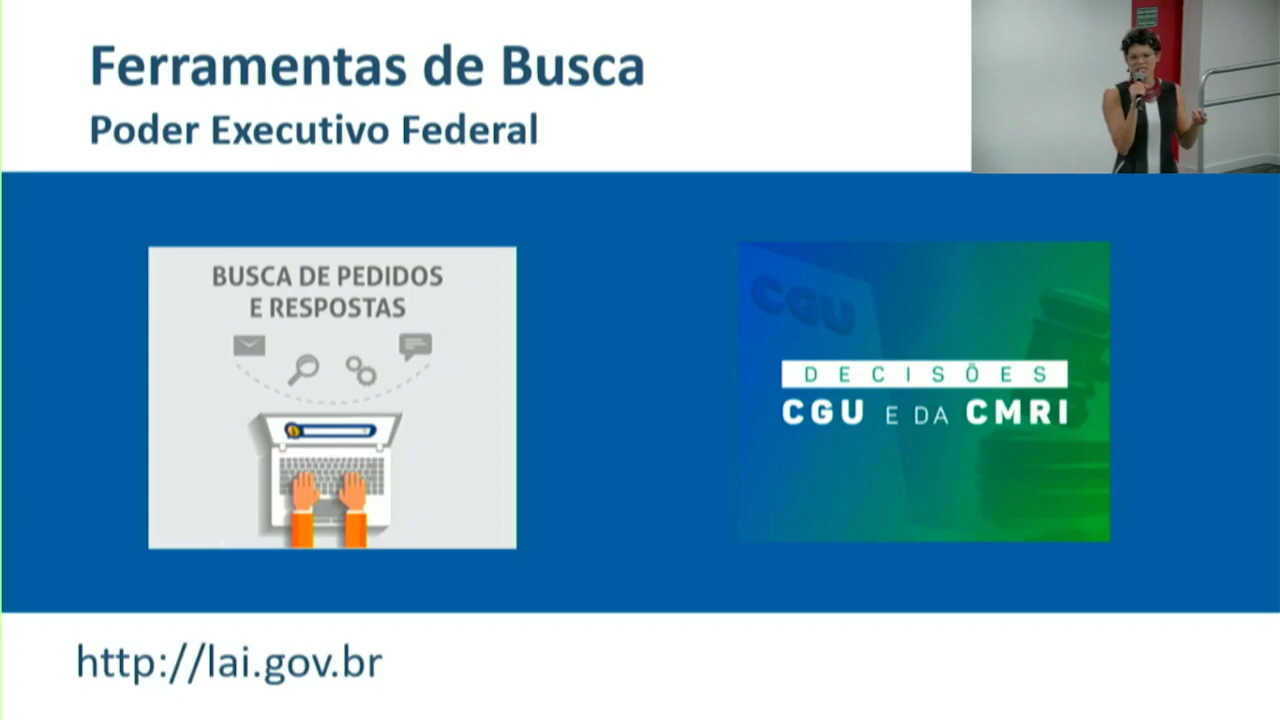 Ferramentas de Busca
Poder Executivo Federal
BUSCA DE PEDIDOS
E RESPOSTAS
CGU
DECISÕES
CGU E DA CMRI
http://lai.gov.br